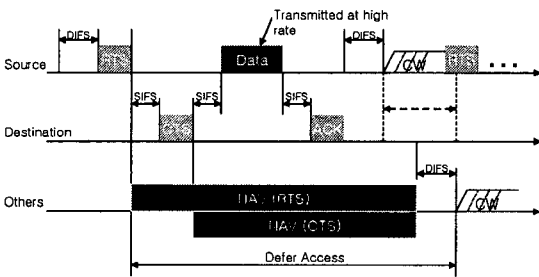 Transmitted at high
rate
DIFS
DIFS
Source
RTS
Data
CW
RTS
...
SIFS
SIFS
SIFS
Destination
CTS
ACK
DIFS
Others
NAV (RTS)
CW
NAV (CTS)
Defer Access